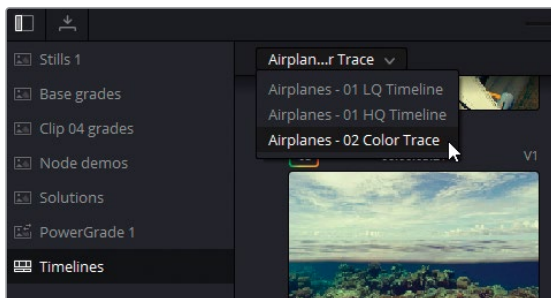 Stills 1
Base grades
Clip 04 grades
Node demos
Solutions
PowerGrade 1
Timelines
Airplan...r Trace
Airplanes - 01 LQ Timeline
Airplanes - 01 HQ Timeline
Airplanes - 02 Color Trace
V1